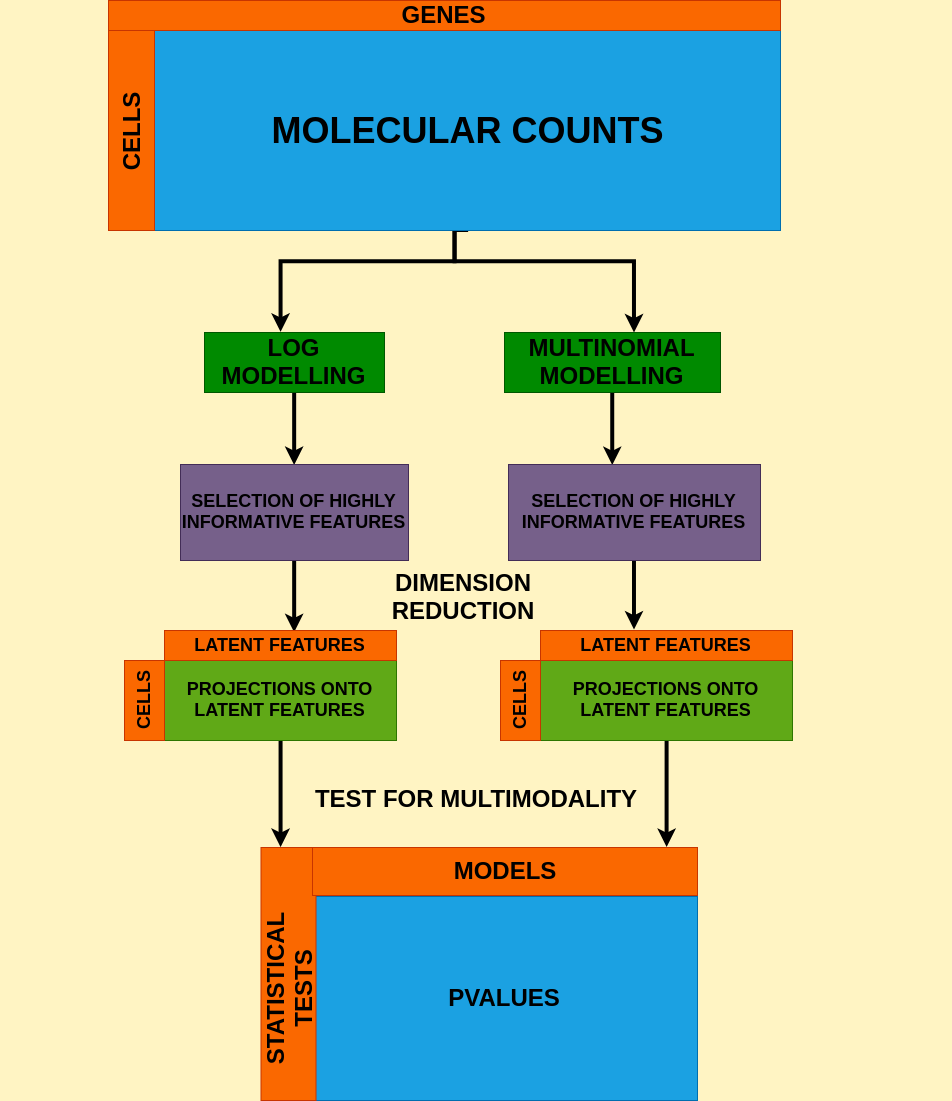 GENES
CELLS
MOLECULAR COUNTS
LOG
MODELLING
MULTINOMIAL
MODELLING
SELECTION OF HIGHLY
INFORMATIVE FEATURES
SELECTION OF HIGHLY
INFORMATIVE FEATURES
DIMENSION
REDUCTION
LATENT FEATURES
CELLS
PROJECTIONS ONTO
LATENT FEATURES
LATENT FEATURES
CELLS
PROJECTIONS ONTO
LATENT FEATURES
TEST FOR MULTIMODALITY
MODELS
STATISTICAL
TESTS
PVALUES